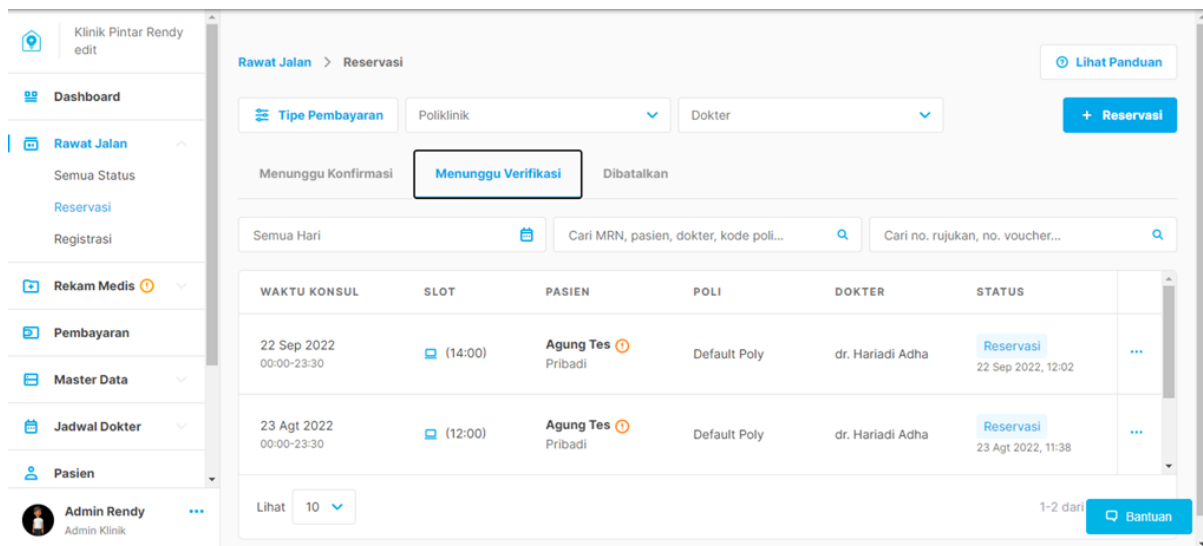 Klinik Pintar Rendy
edit
Dashboard
Rawat Jalan
Semua Status
Reservasi
Registrasi
Rekam Medis
Pembayaran
Master Data
Jadwal Dokter
Pasien
Admin Rendy
Admin Klinik
Rawat Jalan > Reservasi
Lihat Panduan
Tipe Pembayaran Poliklinik Dokter + Reservasi
Menunggu Konfirmasi Menunggu Verifikasi Dibatalkan
Semua Hari Cari MRN, pasien, dokter, kode poli... Cari no. rujukan, no. voucher...
WAKTU KONSUL SLOT PASIEN POLI DOKTER STATUS
22 Sep 2022 (14:00) Agung Tes Default Poly dr. Hariadi Adha Reservasi
00:00-23:30 Pribadi 22 Sep 2022, 12:02
23 Agt 2022 (12:00) Agung Tes Default Poly dr. Hariadi Adha Reservasi
00:00-23:30 Pribadi 23 Agt 2022, 11:38
Lihat 10 1-2 dari
Bantuan